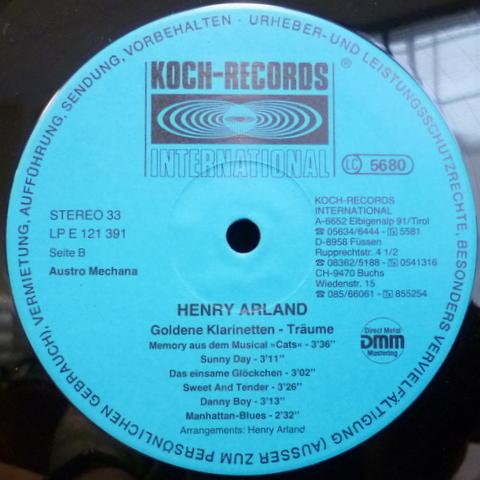 URHEBER- UND LEISTUNGSSCHUTZRECHTE, BESONDERS VERVIELFÄLTIGUNG (AUSSER ZUM PERSÖNLICHEN GEBRAUCH), VERMIETUNG, AUFFÜHRUNG, SENDUNG, VORBEHALTEN -
KOCH-RECORDS
®
INTERNATIONAL
LC 5680
STEREO 33
LP E 121 391
Seite B
Austro Mechana
KOCH-RECORDS
INTERNATIONAL
A-6652 Elbigenalp 91/Tirol
☎ 05634/6444 - 5581
D-8958 Füssen
Rupprechtstr. 4 1/2
☎ 08362/5188 - 0541316
CH-9470 Buchs
Wiedenstr. 15
☎ 085/66061 - 855254
HENRY ARLAND
Goldene Klarinetten - Träume
Memory aus dem Musical »Cats« - 3'36"
Sunny Day - 3'11"
Das einsame Glöckchen - 3'02"
Sweet And Tender - 3'26"
Danny Boy - 3'13"
Manhattan-Blues - 2'32"
Arrangements: Henry Arland
Direct Metal
DMM
Mastering